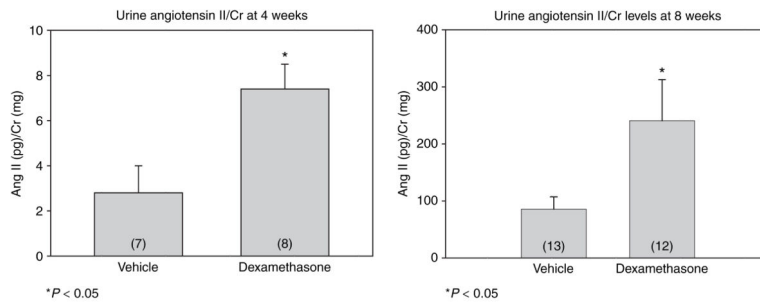 Urine angiotensin II/Cr at 4 weeks
10
8
6
4
2
0
Ang II (pg)/Cr (mg)
*
(7)
(8)
Vehicle
Dexamethasone
*P < 0.05
Urine angiotensin II/Cr levels at 8 weeks
400
300
200
100
0
Ang II (pg)/Cr (mg)
*
(13)
(12)
Vehicle
Dexamethasone
*P < 0.05